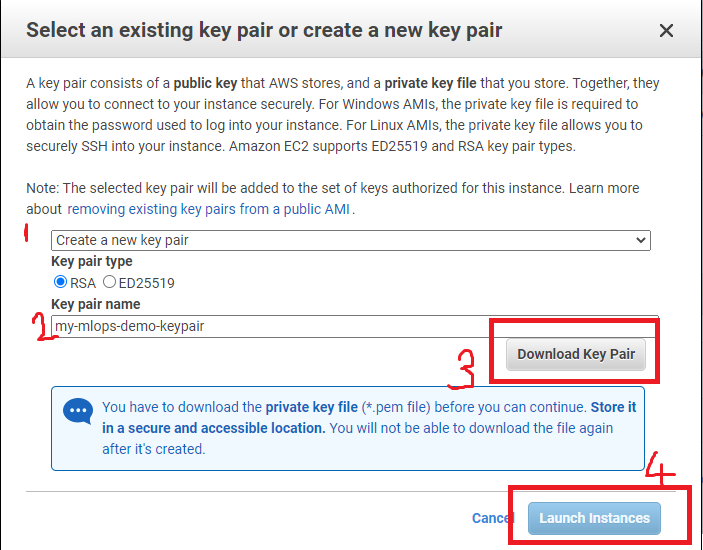 Select an existing key pair or create a new key pair
A key pair consists of a public key that AWS stores, and a private key file that you store. Together, they
allow you to connect to your instance securely. For Windows AMIs, the private key file is required to
obtain the password used to log into your instance. For Linux AMIs, the private key file allows you to
securely SSH into your instance. Amazon EC2 supports ED25519 and RSA key pair types.
Note: The selected key pair will be added to the set of keys authorized for this instance. Learn more
about removing existing key pairs from a public AMI.
1
Create a new key pair
Key pair type
RSA ED25519
Key pair name
2 my-mlops-demo-keypair
3 Download Key Pair
You have to download the private key file (*.pem file) before you can continue. Store it
in a secure and accessible location. You will not be able to download the file again
after it's created.
4
Cancel Launch Instances